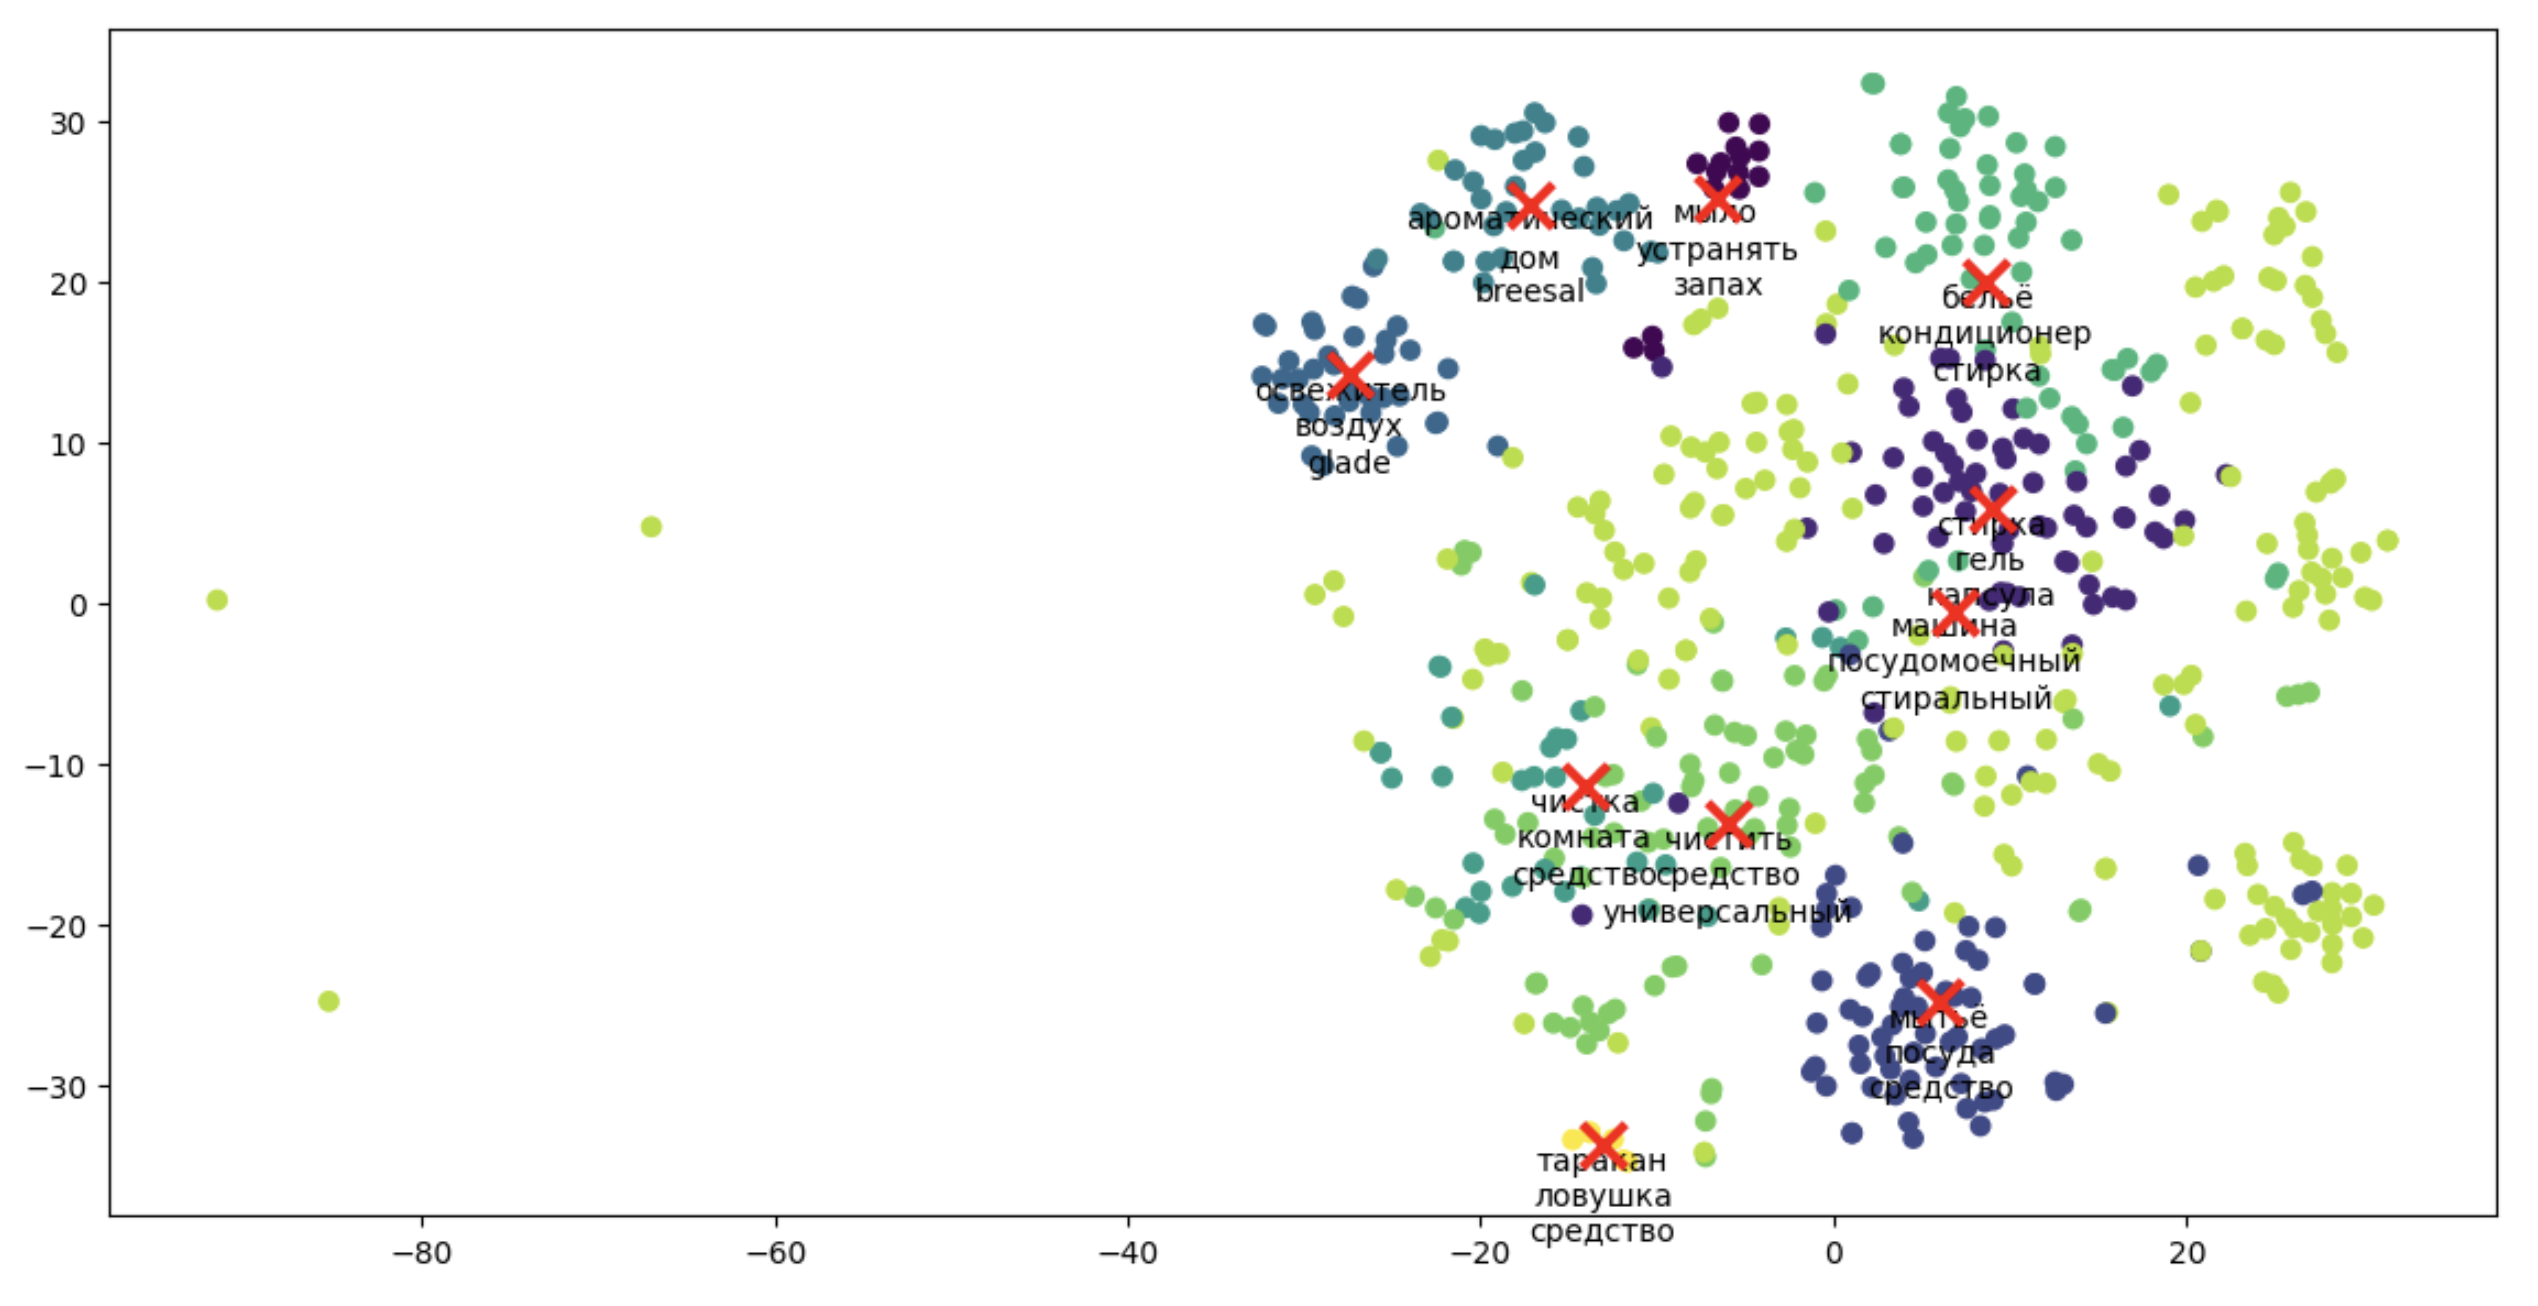 30
20
10
0
−10
−20
−30
−80
−60
−40
−20
0
20
ароматический
дом
breesal
мыло
устранять
запах
бельё
кондиционер
стирка
освежитель
воздух
glade
стирка
гель
капсула
машина
посудомоечный
стиральный
чистка
комната
средство
чистить
средство
универсальный
мытьё
посуда
средство
таракан
ловушка
средство